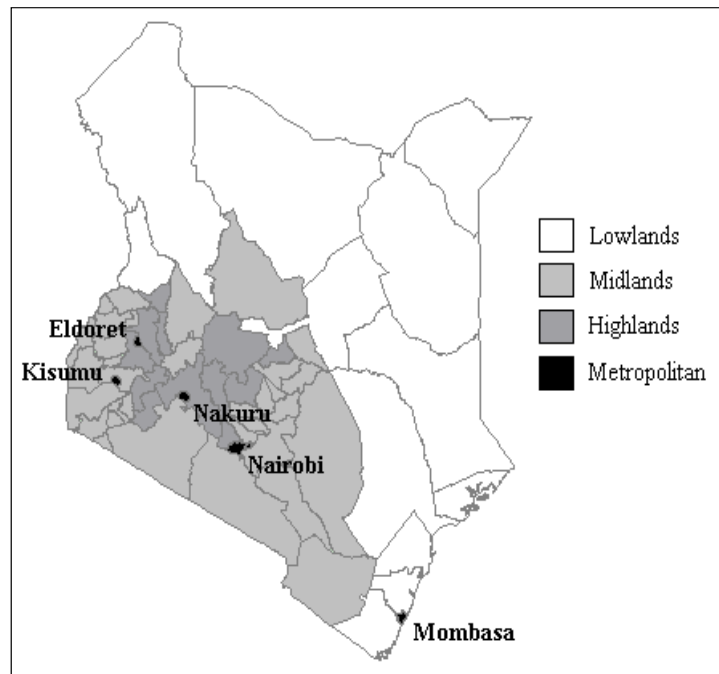 Lowlands
Midlands
Highlands
Metropolitan
Eldoret
Kisumu
Nakuru
Nairobi
Mombasa